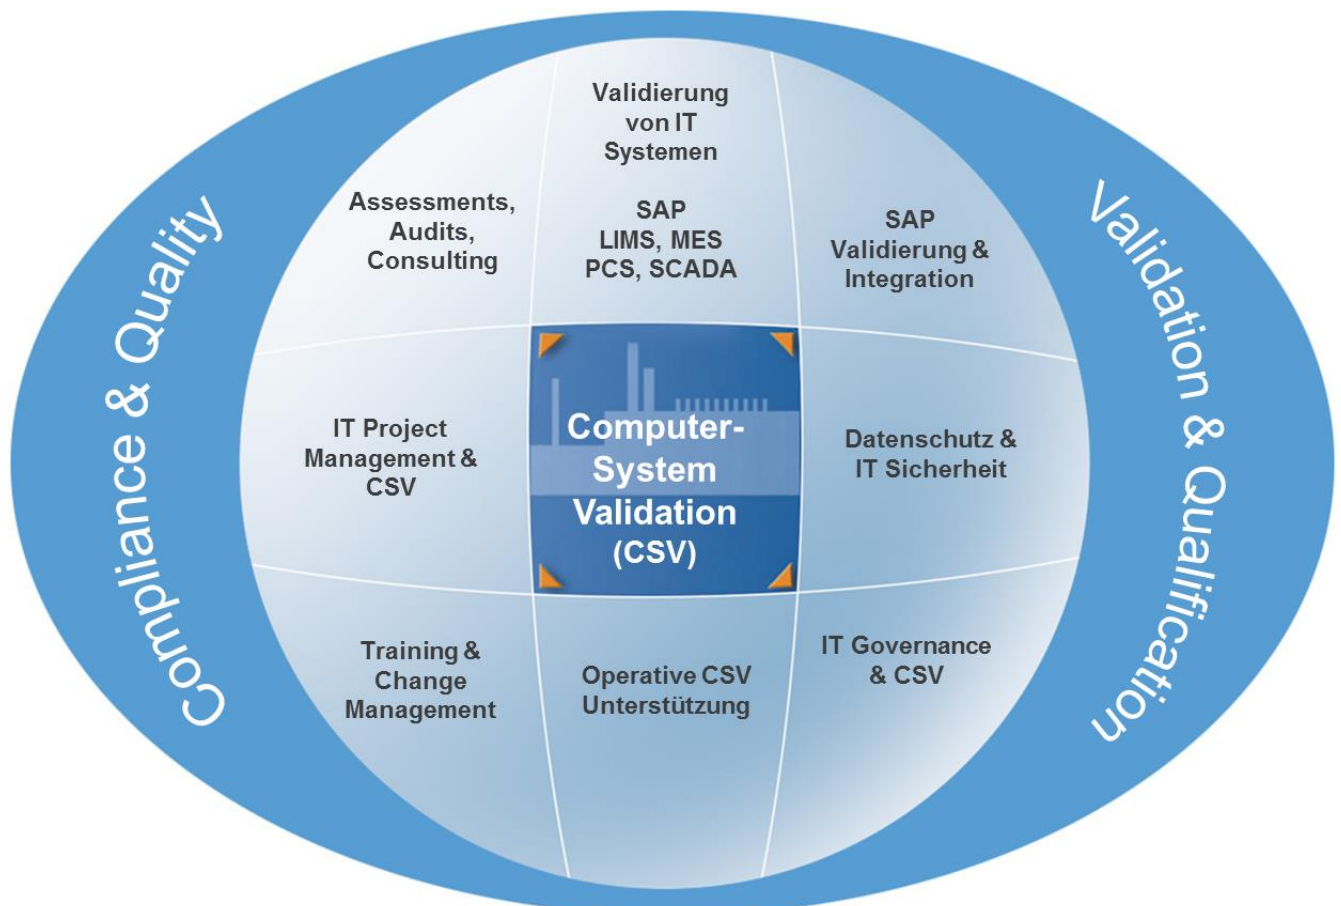 Compliance & Quality
Validierung
von IT
Systemen
SAP
LIMS, MES
PCS, SCADA
Assessments,
Audits,
Consulting
SAP
Validierung &
Integration
IT Project
Management &
CSV
Computer-
System
Validation
(CSV)
Datenschutz &
IT Sicherheit
Training &
Change
Management
Operative CSV
Unterstützung
IT Governance
& CSV
Validation & Qualification